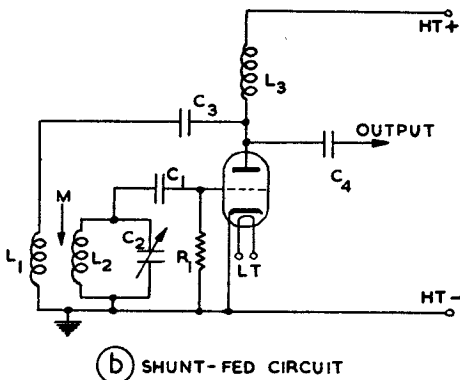 HT+
L3
C3
OUTPUT
C4
C1
M
L1
L2
C2
R1
LT
HT-
b SHUNT-FED CIRCUIT